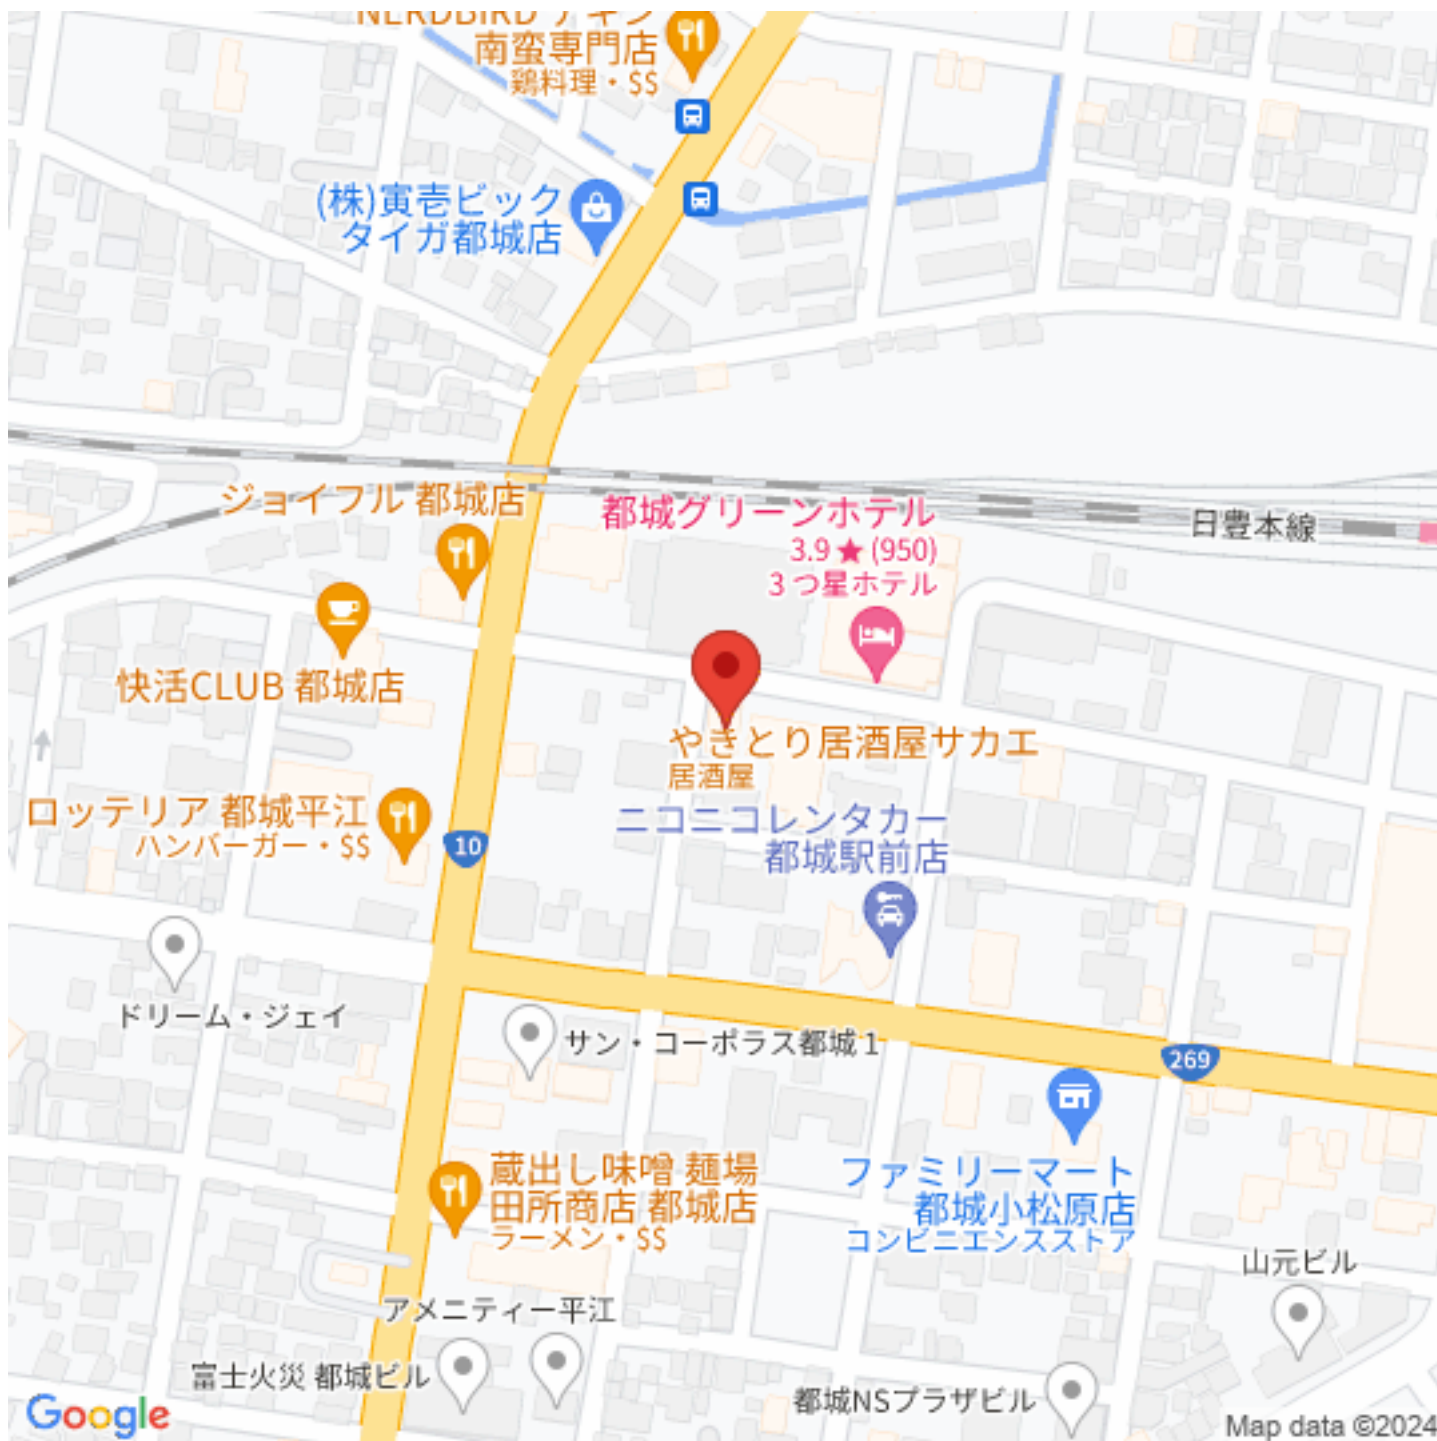 NERDBIRD チキン
南蛮専門店
鶏料理・$$
(株)寅壱ビック
タイガ都城店
ジョイフル 都城店
都城グリーンホテル
3.9 ★ (950)
3 つ星ホテル
日豊本線
快活CLUB 都城店
やきとり居酒屋サカエ
居酒屋
ロッテリア 都城平江
ハンバーガー・$$
10
ニコニコレンタカー
都城駅前店
ドリーム・ジェイ
サン・コーポラス都城 1
269
蔵出し味噌 麺場
田所商店 都城店
ラーメン・$$
ファミリーマート
都城小松原店
コンビニエンスストア
山元ビル
アメニティー平江
富士火災 都城ビル
都城NSプラザビル
Google
Map data ©2024